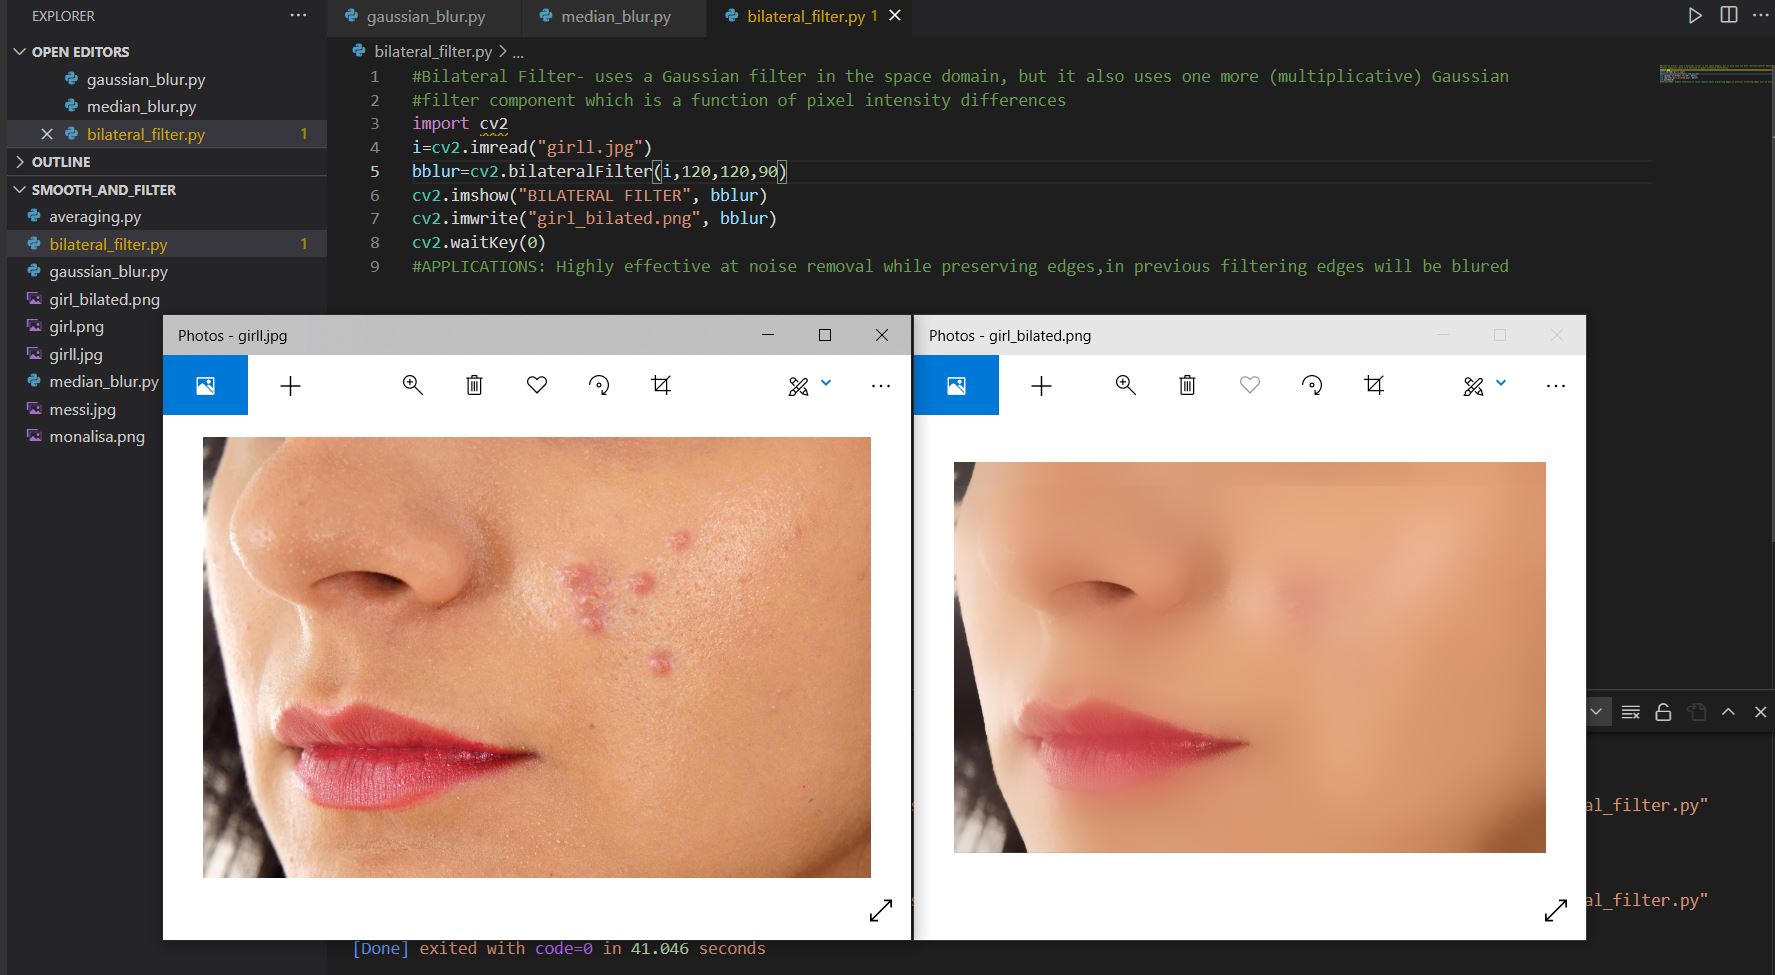 EXPLORER ...
OPEN EDITORS
gaussian_blur.py
median_blur.py
bilateral_filter.py 1
OUTLINE
SMOOTH_AND_FILTER
averaging.py
bilateral_filter.py 1
gaussian_blur.py
girl_bilated.png
girl.png
girll.jpg
median_blur.py
messi.jpg
monalisa.png
gaussian_blur.py median_blur.py bilateral_filter.py 1
bilateral_filter.py > ...
1 #Bilateral Filter- uses a Gaussian filter in the space domain, but it also uses one more (multiplicative) Gaussian
2 #filter component which is a function of pixel intensity differences
3 import cv2
4 i=cv2.imread("girll.jpg")
5 bblur=cv2.bilateralFilter(i,120,120,90)
6 cv2.imshow("BILATERAL FILTER", bblur)
7 cv2.imwrite("girl_bilated.png", bblur)
8 cv2.waitKey(0)
9 #APPLICATIONS: Highly effective at noise removal while preserving edges,in previous filtering edges will be blured
Photos - girll.jpg
Photos - girl_bilated.png
al_filter.py"
al_filter.py"
[Done] exited with code=0 in 41.046 seconds